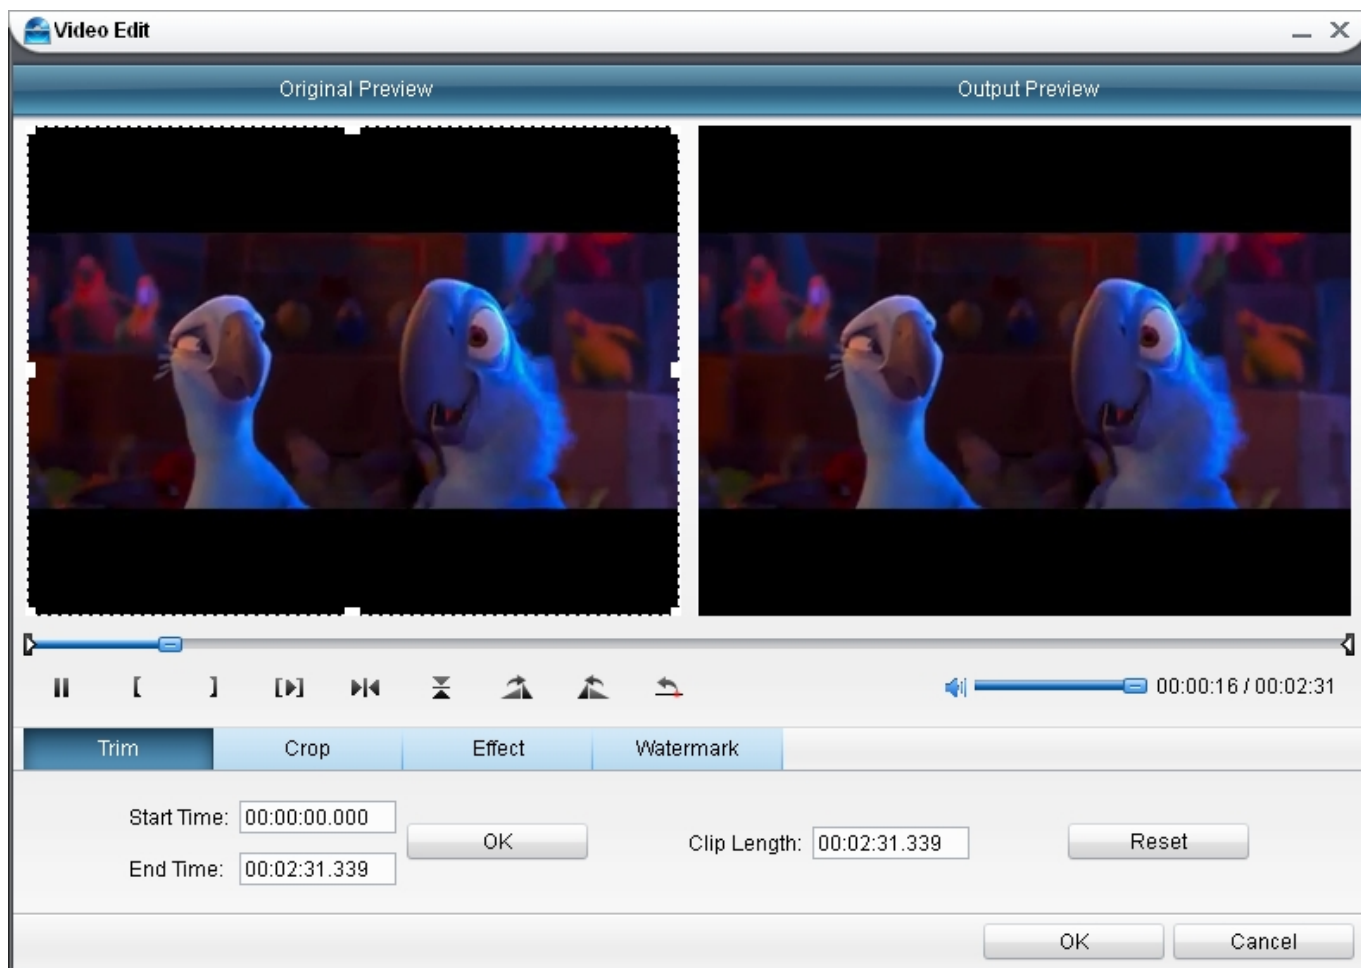 Video Edit
Original Preview
Output Preview
00:00:16 / 00:02:31
Trim
Crop
Effect
Watermark
Start Time: 00:00:00.000
End Time: 00:02:31.339
OK
Clip Length: 00:02:31.339
Reset
OK
Cancel